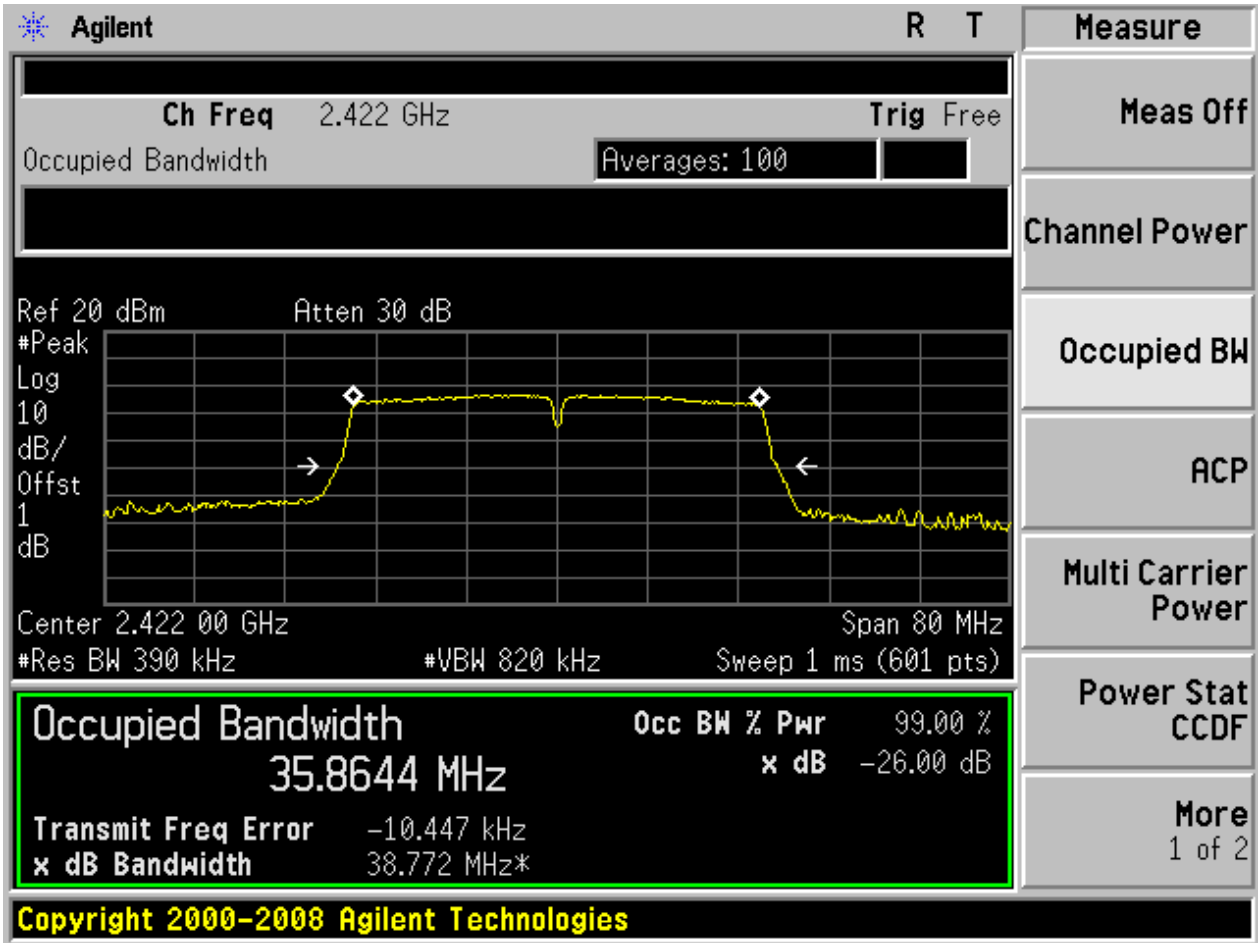 Agilent R T
Ch Freq 2.422 GHz Trig Free
Occupied Bandwidth Averages: 100
Ref 20 dBm Atten 30 dB
#Peak
Log
10
dB/
Offst
1
dB
Center 2.422 00 GHz Span 80 MHz
#Res BW 390 kHz #VBW 820 kHz Sweep 1 ms (601 pts)
Occupied Bandwidth Occ BW % Pwr 99.00 %
35.8644 MHz x dB -26.00 dB
Transmit Freq Error -10.447 kHz
x dB Bandwidth 38.772 MHz*
Copyright 2000-2008 Agilent Technologies
Measure
Meas Off
Channel Power
Occupied BW
ACP
Multi Carrier
Power
Power Stat
CCDF
More
1 of 2